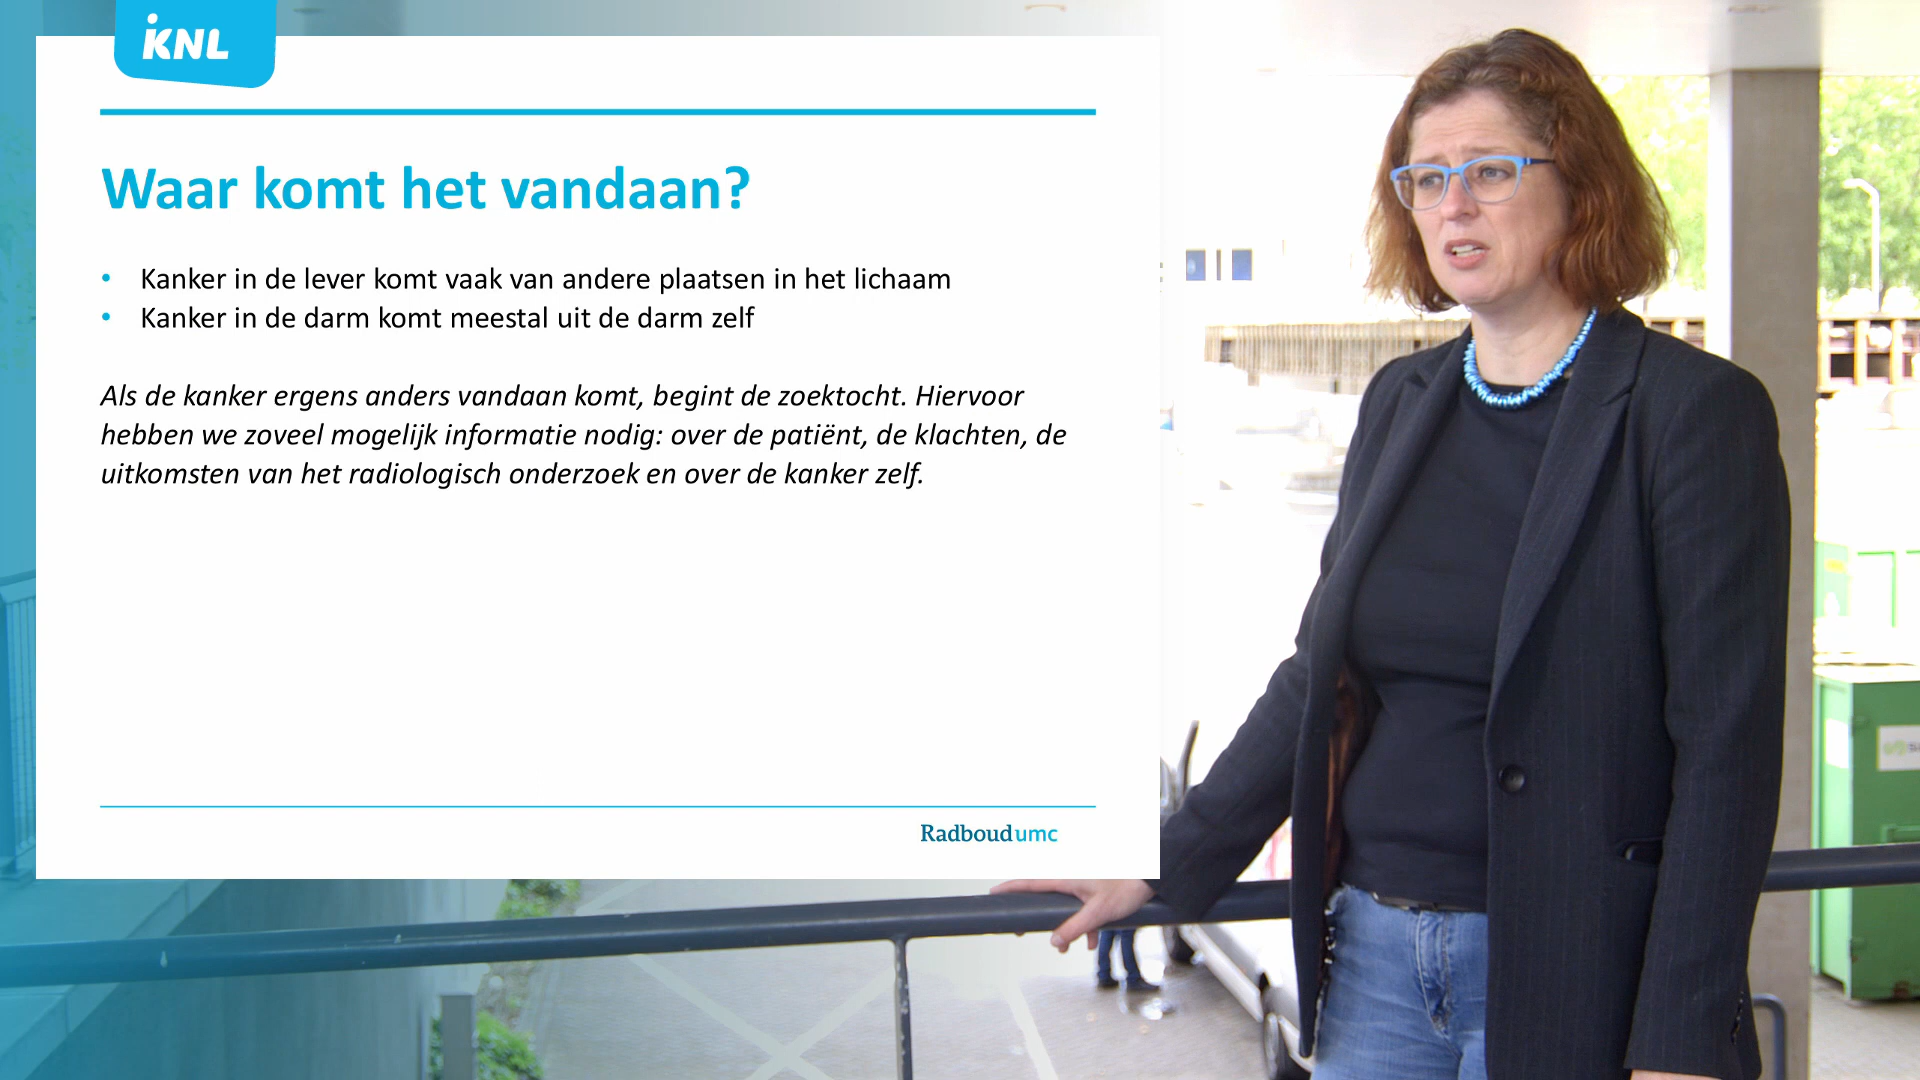 iKNL
Waar komt het vandaan?
• Kanker in de lever komt vaak van andere plaatsen in het lichaam
• Kanker in de darm komt meestal uit de darm zelf
Als de kanker ergens anders vandaan komt, begint de zoektocht. Hiervoor
hebben we zoveel mogelijk informatie nodig: over de patiënt, de klachten, de
uitkomsten van het radiologisch onderzoek en over de kanker zelf.
Radboudumc